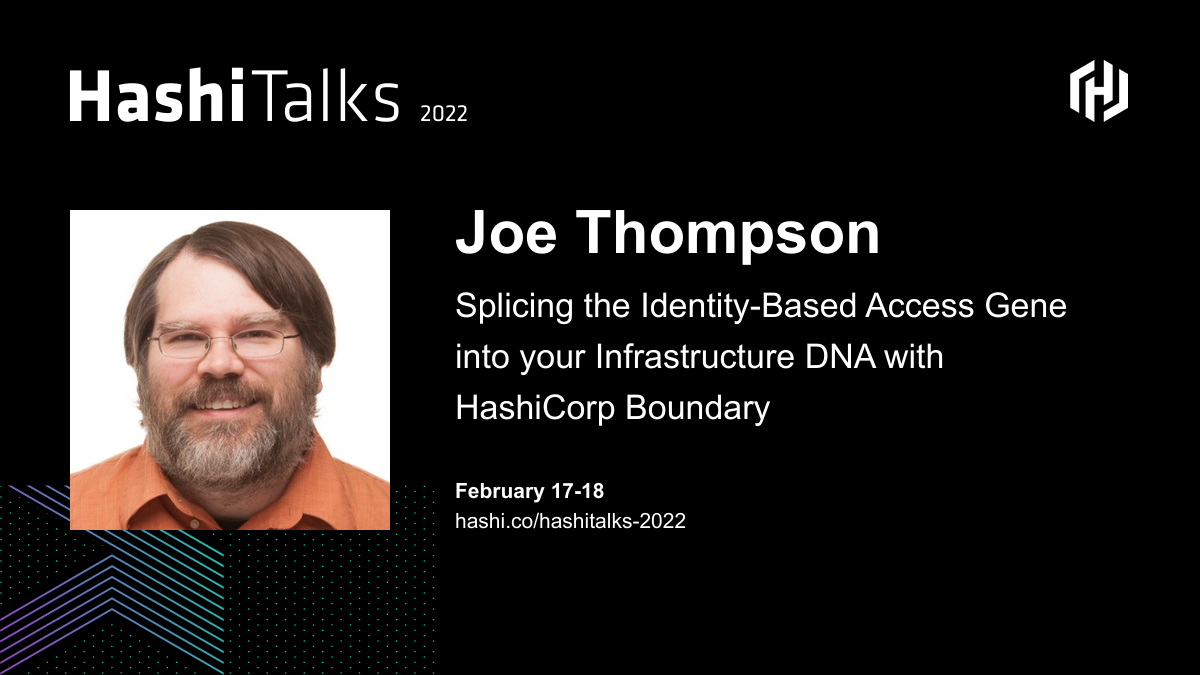 HashiTalks 2022
Joe Thompson
Splicing the Identity-Based Access Gene
into your Infrastructure DNA with
HashiCorp Boundary
February 17-18
hashi.co/hashitalks-2022